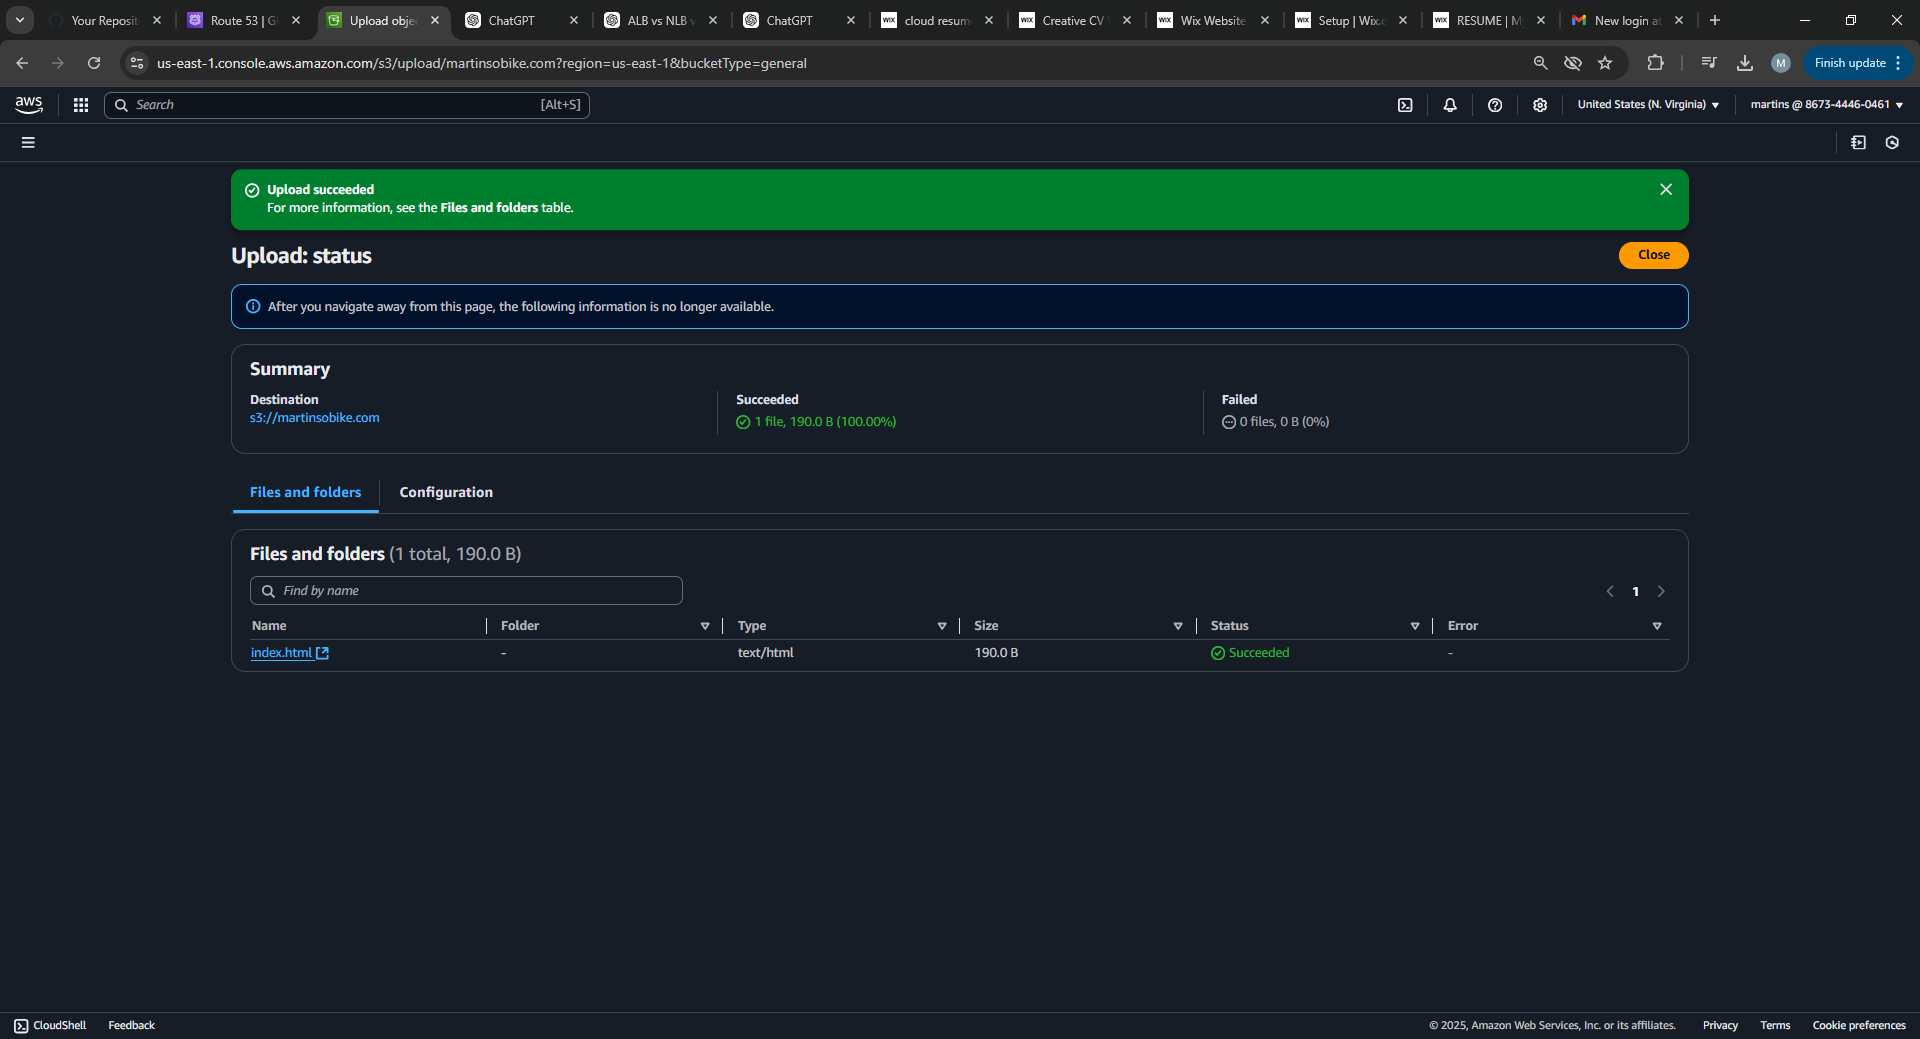 Your Reposit
Route 53 | Gl
Upload obje
ChatGPT
ALB vs NLB v
ChatGPT
WIX cloud resum
WIX Creative CV
WIX Wix Website
WIX Setup | Wix.c
WIX RESUME | M
New login at
us-east-1.console.aws.amazon.com/s3/upload/martinsobike.com?region=us-east-1&bucketType=general
M
Finish update
aws
Search
[Alt+S]
United States (N. Virginia)
martins @ 8673-4446-0461
Upload succeeded
For more information, see the Files and folders table.
Upload: status
Close
After you navigate away from this page, the following information is no longer available.
Summary
Destination
s3://martinsobike.com
Succeeded
1 file, 190.0 B (100.00%)
Failed
0 files, 0 B (0%)
Files and folders
Configuration
Files and folders (1 total, 190.0 B)
Find by name
1
Name Folder Type Size Status Error
index.html - text/html 190.0 B Succeeded -
CloudShell Feedback
© 2025, Amazon Web Services, Inc. or its affiliates. Privacy Terms Cookie preferences